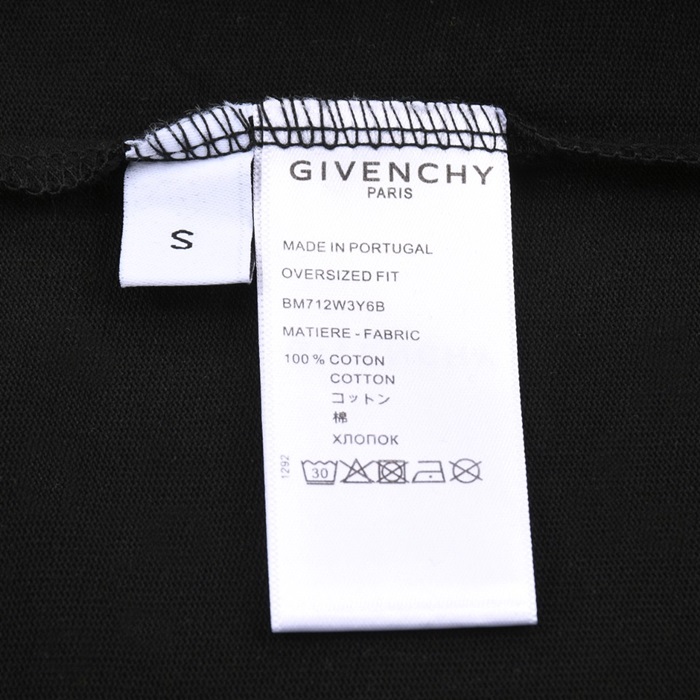 GIVENCHY
PARIS
S
MADE IN PORTUGAL
OVERSIZED FIT
BM712W3Y6B
MATIERE - FABRIC
100 % COTON
COTTON
コットン
棉
ХЛОПОК
1292
30